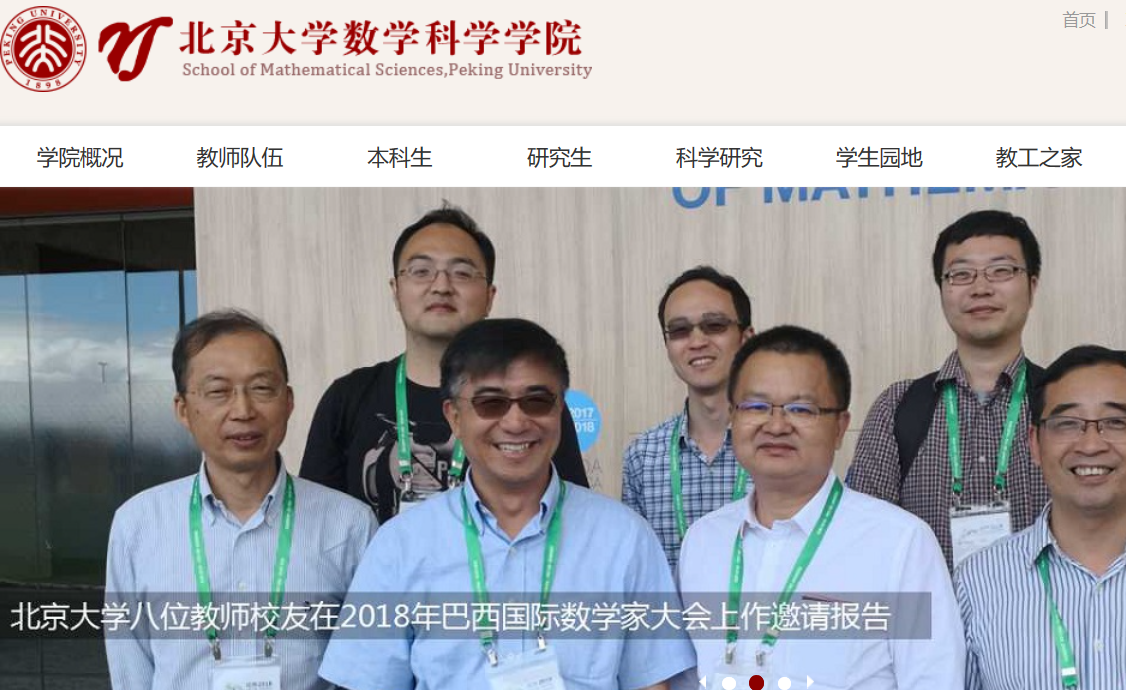 PEKING UNIVERSITY
1898
北京大学数学科学学院
School of Mathematical Sciences,Peking University
首页
学院概况 教师队伍 本科生 研究生 科学研究 学生园地 教工之家
2017
2018
北京大学八位教师校友在2018年巴西国际数学家大会上作邀请报告